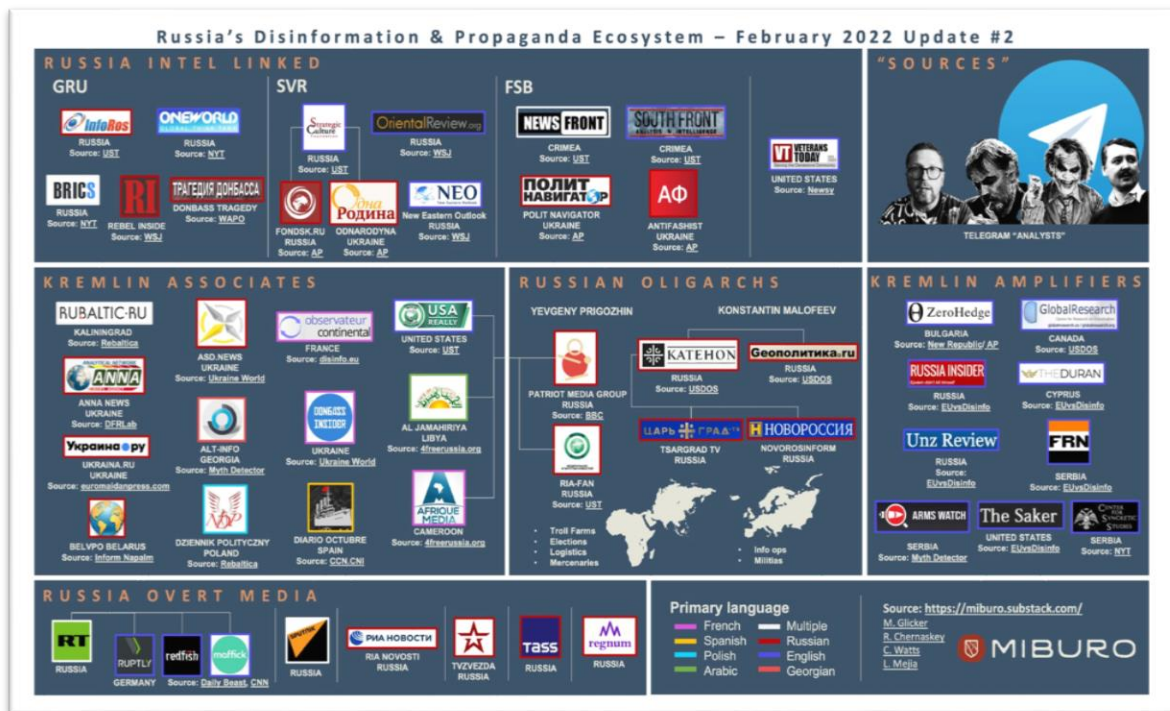 Russia's Disinformation & Propaganda Ecosystem – February 2022 Update #2
RUSSIA INTEL LINKED
GRU
InfoRos
RUSSIA
Source: UST
ONEWORLD
GLOBAL THINK TANK
RUSSIA
Source: NYT
BRICS
RUSSIA
Source: NYT
RI
REBEL INSIDE
Source: WSJ
ТРАГЕДИЯ ДОНБАССА
DONBASS TRAGEDY
Source: WAPO
SVR
Strategic
Culture
RUSSIA
Source: UST
OrientalReview.org
RUSSIA
Source: WSJ
FONDSK.RU
RUSSIA
Source: AP
Одна
Родина
ODNARODYNA
UKRAINE
Source: AP
NEO
New Eastern Outlook
RUSSIA
Source: WSJ
FSB
NEWS FRONT
CRIMEA
Source: UST
SOUTH FRONT
CRIMEA
Source: UST
ПОЛИТ
НАВИГАТОР
POLIT NAVIGATOR
UKRAINE
Source: AP
АФ
ANTIFASHIST
UKRAINE
Source: AP
VT VETERANS
TODAY
UNITED STATES
Source: Newsy
"SOURCES"
TELEGRAM "ANALYSTS"
KREMLIN ASSOCIATES
RUBALTIC·RU
KALININGRAD
Source: Rebaltica
ASD.NEWS
UKRAINE
Source: Ukraine World
observateur
continental
FRANCE
Source: disinfo.eu
USA
REALLY
UNITED STATES
Source: UST
ANNA
ANNA NEWS
UKRAINE
Source: DFRLab
ALT-INFO
GEORGIA
Source: Myth Detector
DONBASS
INSIDER
UKRAINE
Source: Ukraine World
AL JAMAHIRIYA
LIBYA
Source: 4freerussia.org
Украина ру
UKRAINA.RU
UKRAINE
Source: euromaidanpress.com
BELVPO BELARUS
Source: Inform Napalm
NDP
DZIENNIK POLITYCZNY
POLAND
Source: Rebaltica
DIARIO OCTUBRE
SPAIN
Source: CCN.CNI
AFRIQUE
MEDIA
CAMEROON
Source: 4freerussia.org
RUSSIAN OLIGARCHS
YEVGENY PRIGOZHIN
PATRIOT MEDIA GROUP
RUSSIA
Source: BBC
RIA-FAN
RUSSIA
Source: UST
• Troll Farms
• Elections
• Logistics
• Mercenaries
KONSTANTIN MALOFEEV
KATEHON
RUSSIA
Source: USDOS
Геополитика.ru
RUSSIA
Source: USDOS
ЦАРЬ ГРАД ТВ
TSARGRAD TV
RUSSIA
Н НОВОРОССИЯ
NOVOROSINFORM
RUSSIA
• Info ops
• Militias
KREMLIN AMPLIFIERS
ZeroHedge
BULGARIA
Source: New Republic/ AP
GlobalResearch
CANADA
Source: USDOS
RUSSIA INSIDER
RUSSIA
Source: EUvsDisinfo
THEDURAN
CYPRUS
Source: EUvsDisinfo
Unz Review
RUSSIA
Source:
EUvsDisinfo
FRN
SERBIA
Source: EUvsDisinfo
ARMS WATCH
SERBIA
Source: Myth Detector
The Saker
UNITED STATES
Source: EUvsDisinfo
CENTER
FOR
SYNCRETIC
STUDIES
SERBIA
Source: NYT
RUSSIA OVERT MEDIA
RT
RUSSIA
RUPTLY
GERMANY
redfish
maffick
Source: Daily Beast, CNN
SPUTNIK
RUSSIA
РИА НОВОСТИ
RIA NOVOSTI
RUSSIA
TVZVEZDA
RUSSIA
TASS
RUSSIA
regnum
RUSSIA
Primary language
French
Spanish
Polish
Arabic
Multiple
Russian
English
Georgian
Source: https://miburo.substack.com/
M. Glicker
R. Chernaskey
C. Watts
L. Mejia
MIBURO